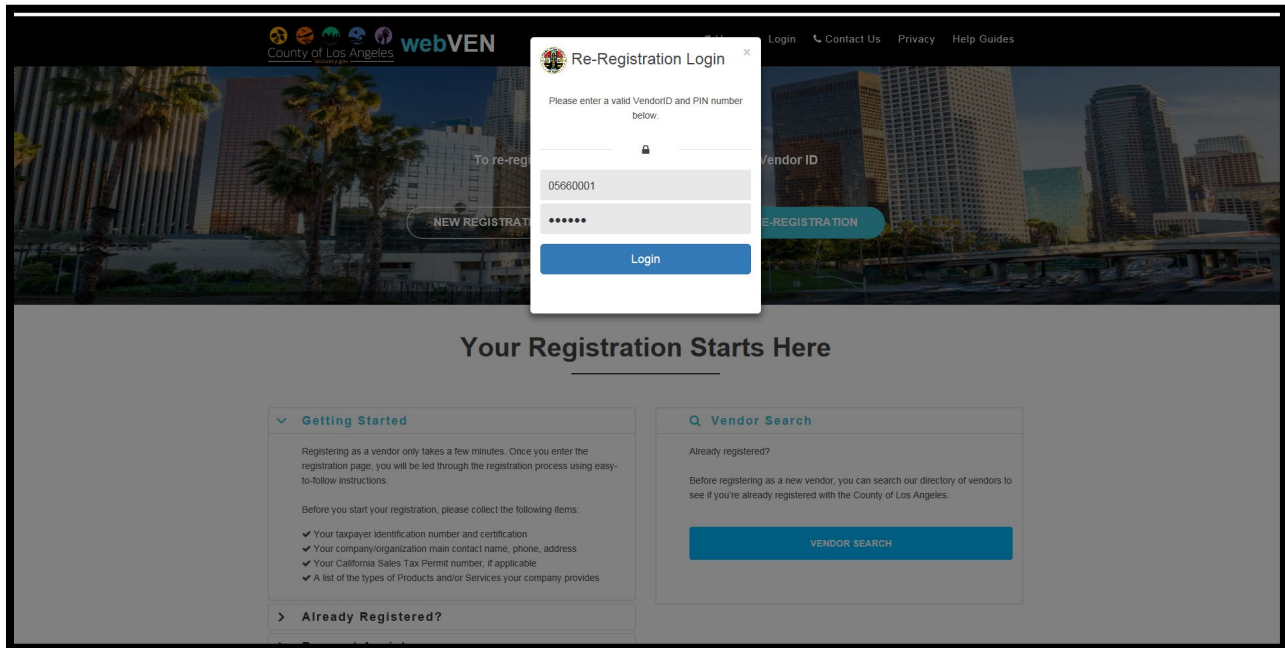 County of Los Angeles
lacounty.gov
webVEN
Login Contact Us Privacy Help Guides
Re-Registration Login ×
Please enter a valid VendorID and PIN number
below.
To re-regi
Vendor ID
05660001
••••••
NEW REGISTRATI
E-REGISTRATION
Login
Your Registration Starts Here
Getting Started
Registering as a vendor only takes a few minutes. Once you enter the
registration page, you will be led through the registration process using easy-
to-follow instructions.
Before you start your registration, please collect the following items:
✔ Your taxpayer identification number and certification
✔ Your company/organization main contact name, phone, address
✔ Your California Sales Tax Permit number, if applicable
✔ A list of the types of Products and/or Services your company provides
Already Registered?
Vendor Search
Already registered?
Before registering as a new vendor, you can search our directory of vendors to
see if you're already registered with the County of Los Angeles.
VENDOR SEARCH